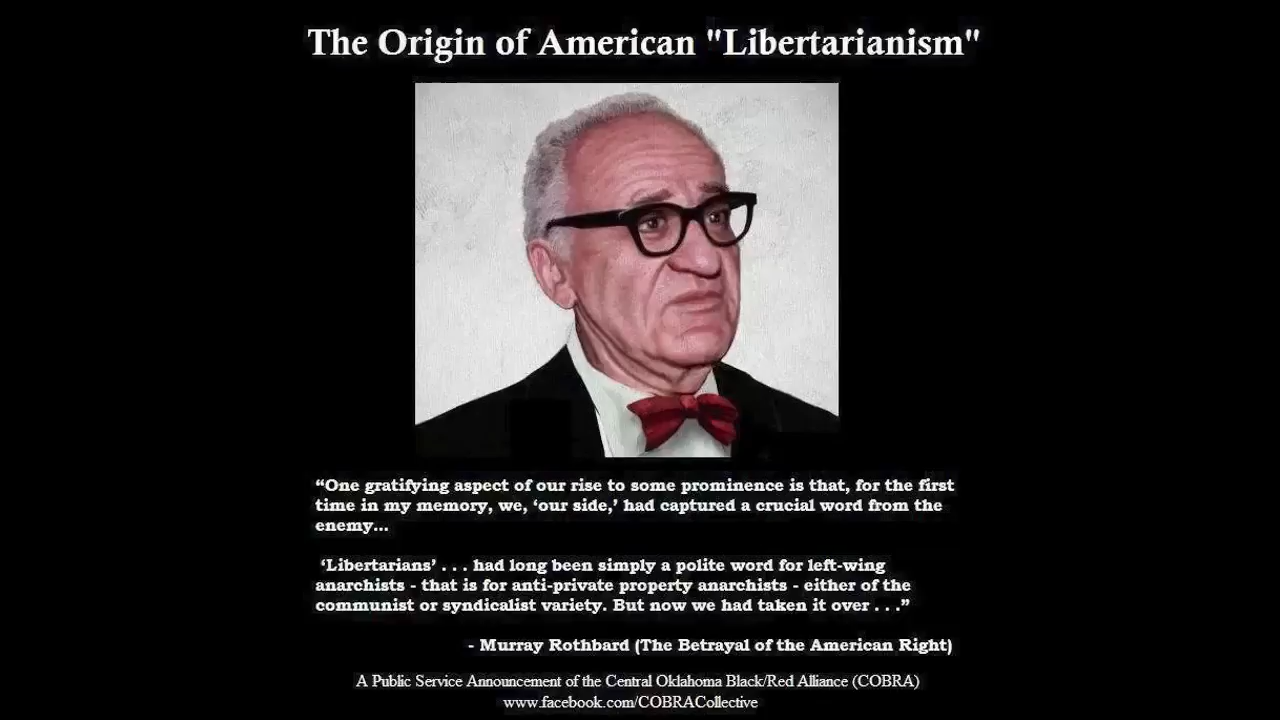 The Origin of American "Libertarianism"
“One gratifying aspect of our rise to some prominence is that, for the first
time in my memory, we, ‘our side,’ had captured a crucial word from the
enemy...
‘Libertarians’ . . . had long been simply a polite word for left-wing
anarchists - that is for anti-private property anarchists - either of the
communist or syndicalist variety. But now we had taken it over . . .”
- Murray Rothbard (The Betrayal of the American Right)
A Public Service Announcement of the Central Oklahoma Black/Red Alliance (COBRA)
www.facebook.com/COBRACollective